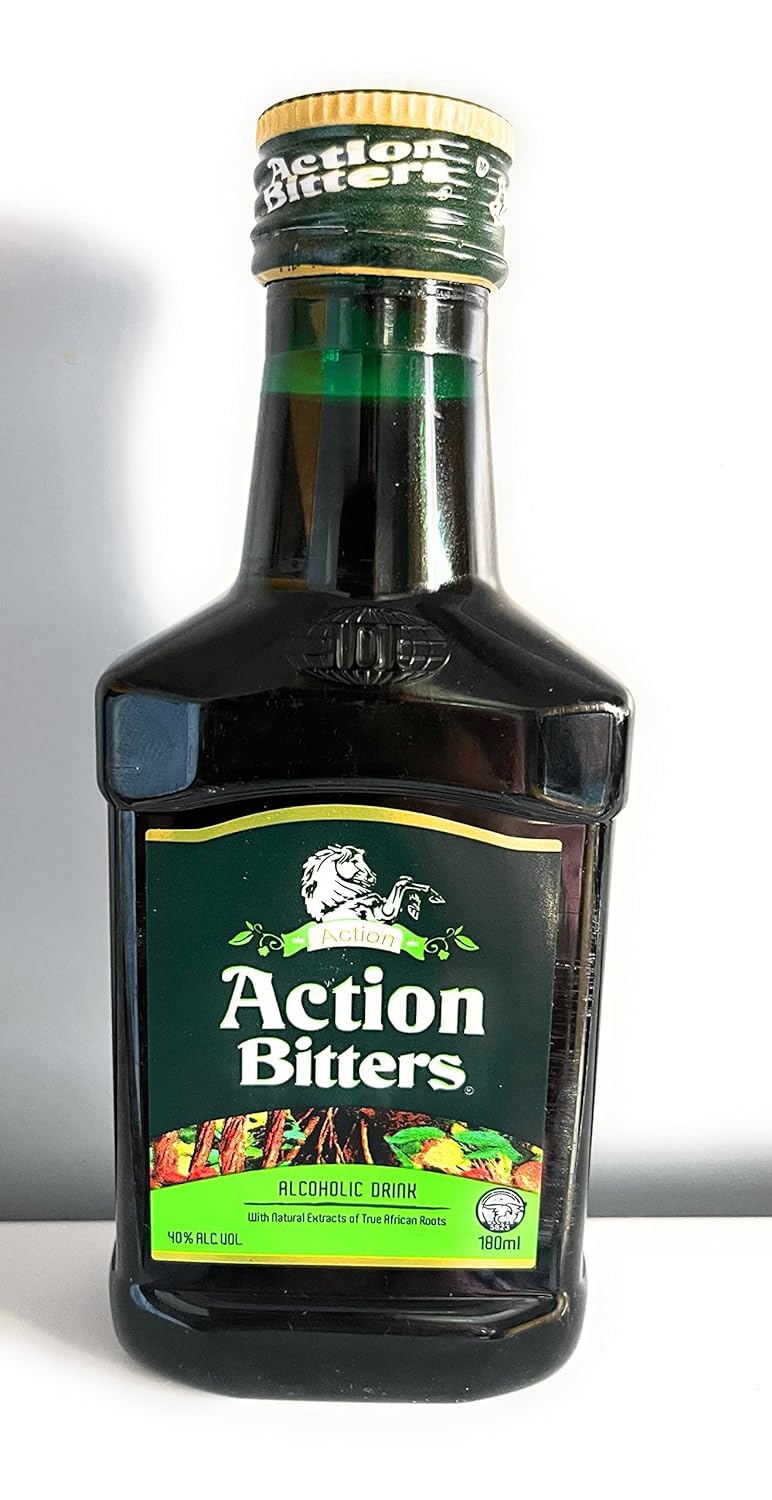 Action
Bitters
Action
Action
Bitters
ALCOHOLIC DRINK
With Natural Extracts of True African Roots
40% ALC.VOL
180ml